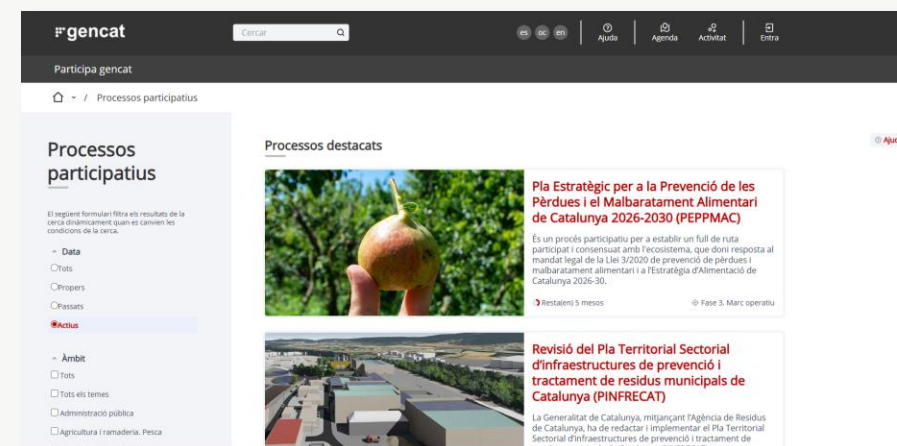 gencat
Cercar
es oc en
Ajuda
Agenda
Activitat
Entra
Participa gencat
/ Processos participatius
Processos
participatius
El següent formulari filtra els resultats de la
cerca dinàmicament quan es canvien les
condicions de la cerca.
Data
Tots
Propers
Passats
Actius
Àmbit
Tots
Tots els temes
Administració pública
Agricultura i ramaderia. Pesca
Processos destacats
Pla Estratègic per a la Prevenció de les
Pèrdues i el Malbaratament Alimentari
de Catalunya 2026-2030 (PEPPMAC)
És un procés participatiu per a establir un full de ruta
participat i consensuat amb l'ecosistema, que doni resposta al
mandat legal de la Llei 3/2020 de prevenció de pèrdues i
malbaratament alimentari i a l'Estratègia d'Alimentació de
Catalunya 2026-30.
Resta(en) 5 mesos
Fase 3. Marc operatiu
Revisió del Pla Territorial Sectorial
d'infraestructures de prevenció i
tractament de residus municipals de
Catalunya (PINFRECAT)
La Generalitat de Catalunya, mitjançant l'Agència de Residus
de Catalunya, ha de redactar i implementar el Pla Territorial
Sectorial d'infraestructures de prevenció i tractament de